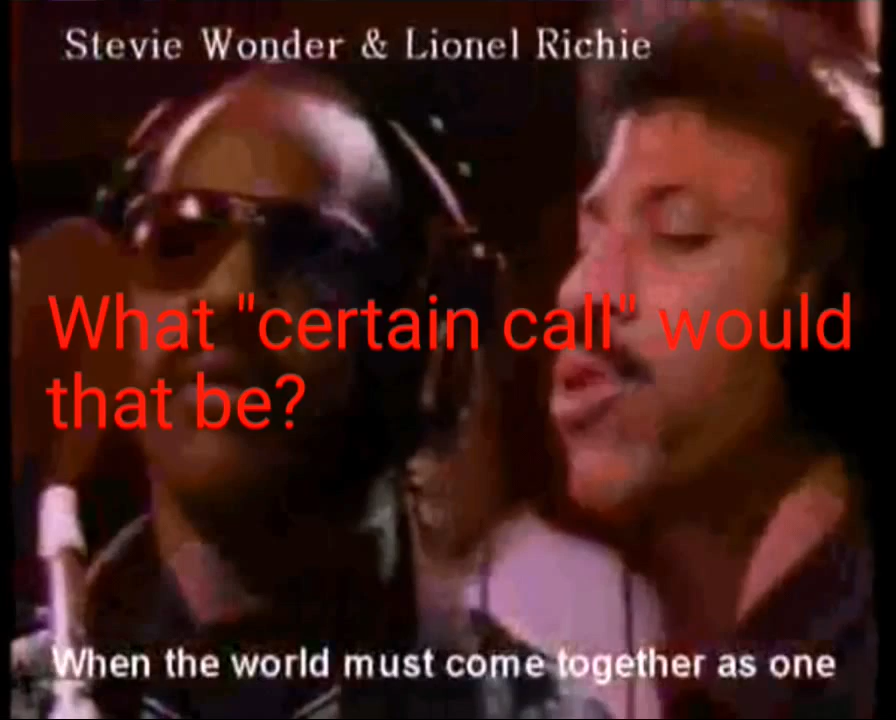 Stevie Wonder & Lionel Richie
What "certain call" would
that be?
When the world must come together as one